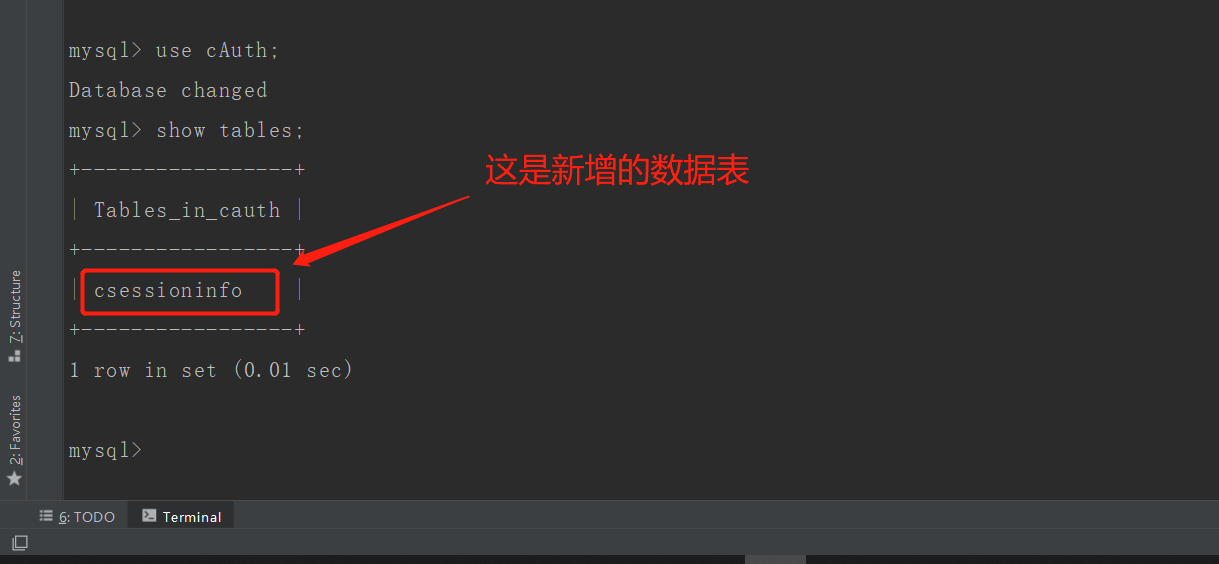 mysql> use cAuth;
Database changed
mysql> show tables;
+-----------------+
这是新增的数据表
| Tables_in_cauth |
+-----------------+
| csessioninfo    |
+-----------------+
1 row in set (0.01 sec)
mysql>
7: Structure
2: Favorites
6: TODO
Terminal